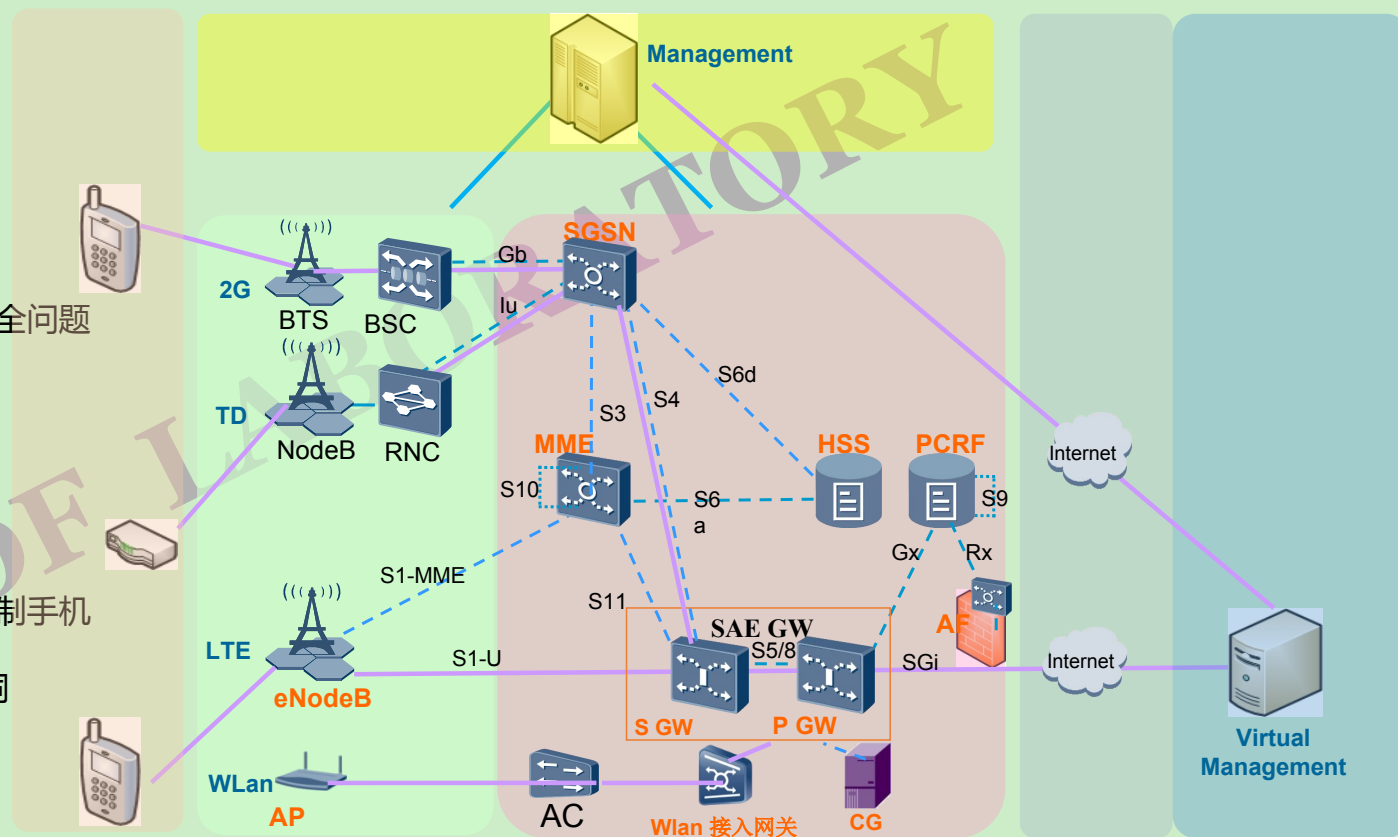 Management
OF LABORATORY
SGSN
Gb
2G
BTS
BSC
Iu
全问题
S6d
TD
S3
S4
NodeB
RNC
MME
HSS
PCRF
Internet
S10
S6
a
S9
Gx
Rx
S1-MME
S11
制手机
SAE GW
AF
LTE
S1-U
S5/8
SGi
Internet
eNodeB
S GW
P GW
Virtual
Management
WLan
AP
AC
Wlan 接入网关
CG